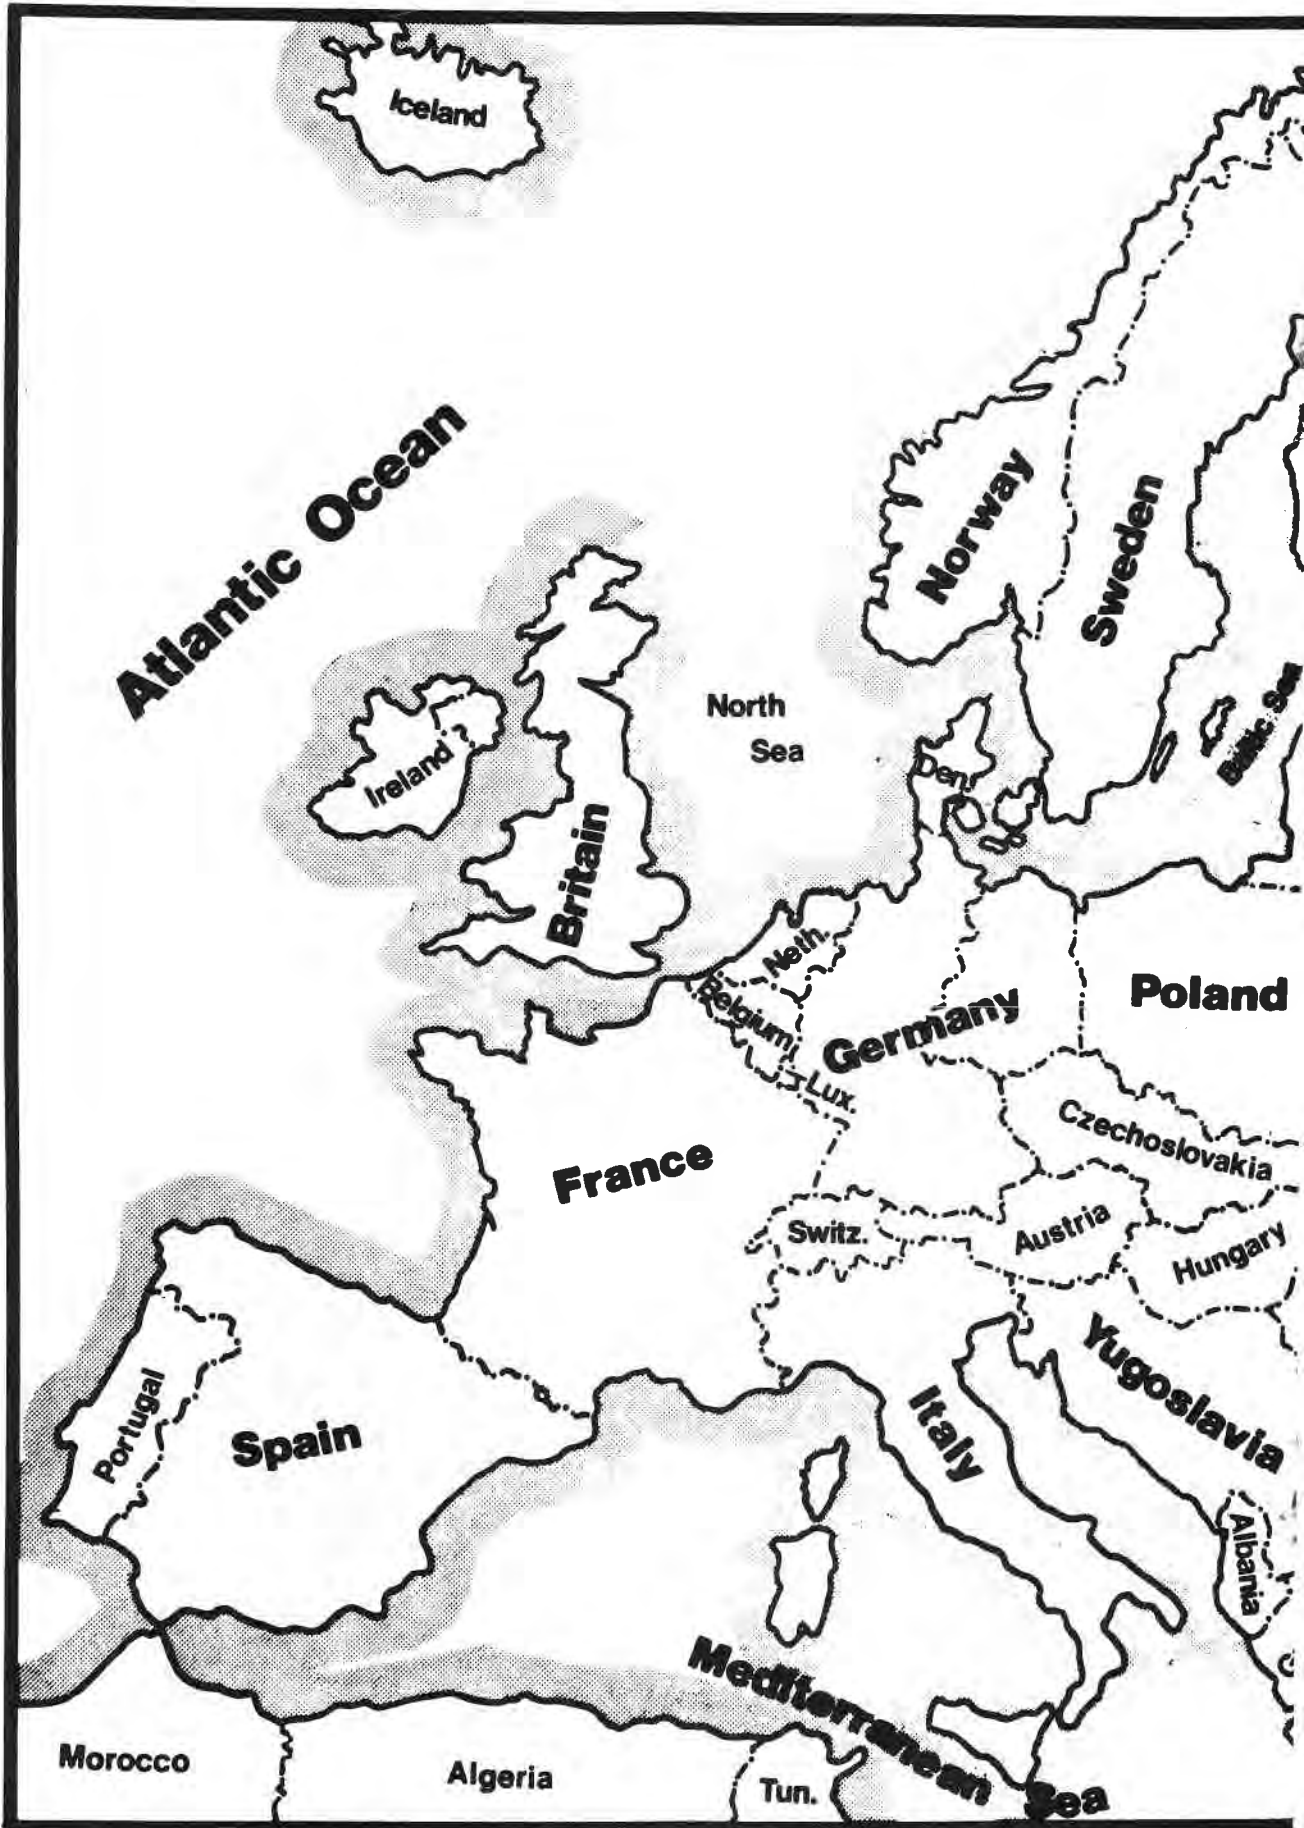 Iceland
Atlantic Ocean
Norway
Sweden
North
Sea
Baltic Sea
Ireland ?
Den.
Britain
Neth.
Belgium
Germany
Poland
Lux.
Czechoslovakia
France
Switz.
Austria
Hungary
Yugoslavia
Portugal
Spain
Italy
Albania
Mediterranean Sea
Morocco
Algeria
Tun.